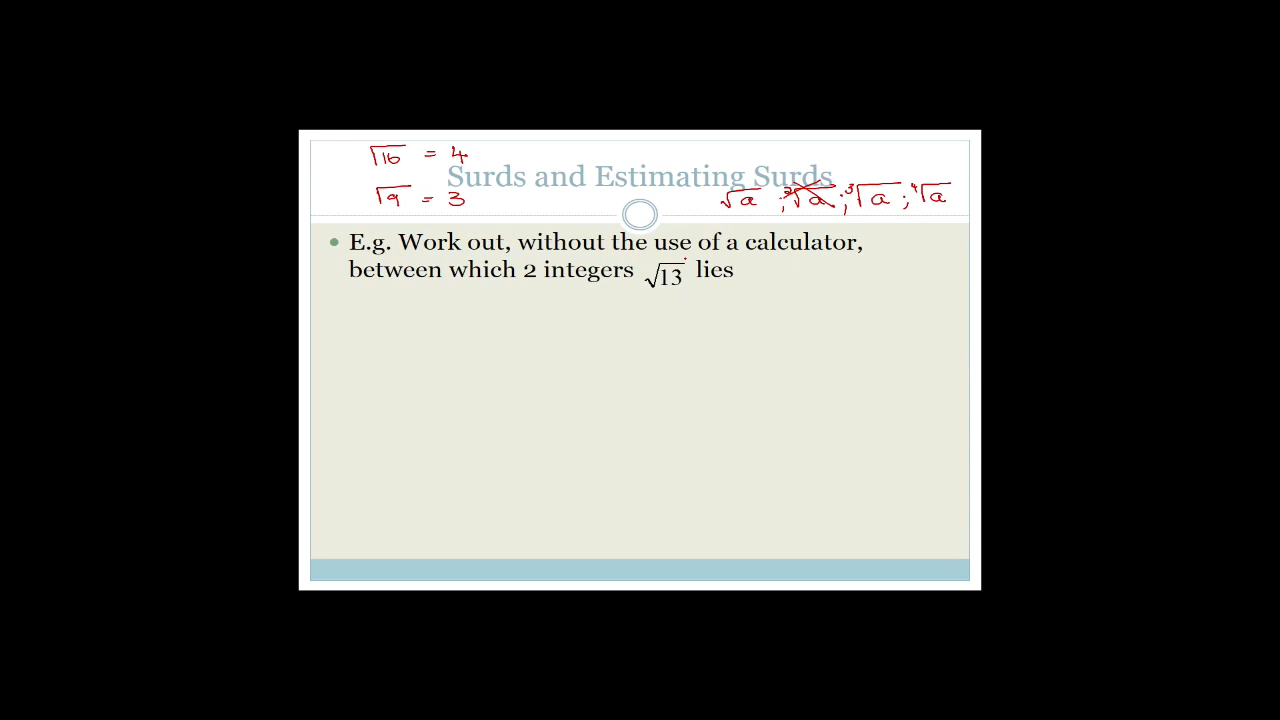 √16 = 4
Surds and Estimating Surds
√9 = 3
√a ; ²√a ; ³√a ; ⁴√a
E.g. Work out, without the use of a calculator,
between which 2 integers √13 lies